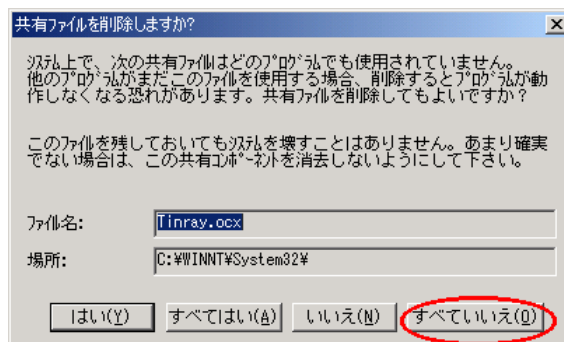 共有ファイルを削除しますか?
システム上で、次の共有ファイルはどのプログラムでも使用されていません。
他のプログラムがまだこのファイルを使用する場合、削除するとプログラムが動
作しなくなる恐れがあります。共有ファイルを削除してもよいですか？
このファイルを残しておいてもシステムを壊すことはありません。あまり確実
でない場合は、この共有コンポーネントを消去しないようにして下さい。
ファイル名: Tinray.ocx
場所: C:¥WINNT¥System32¥
はい(Y) すべてはい(A) いいえ(N) すべていいえ(O)